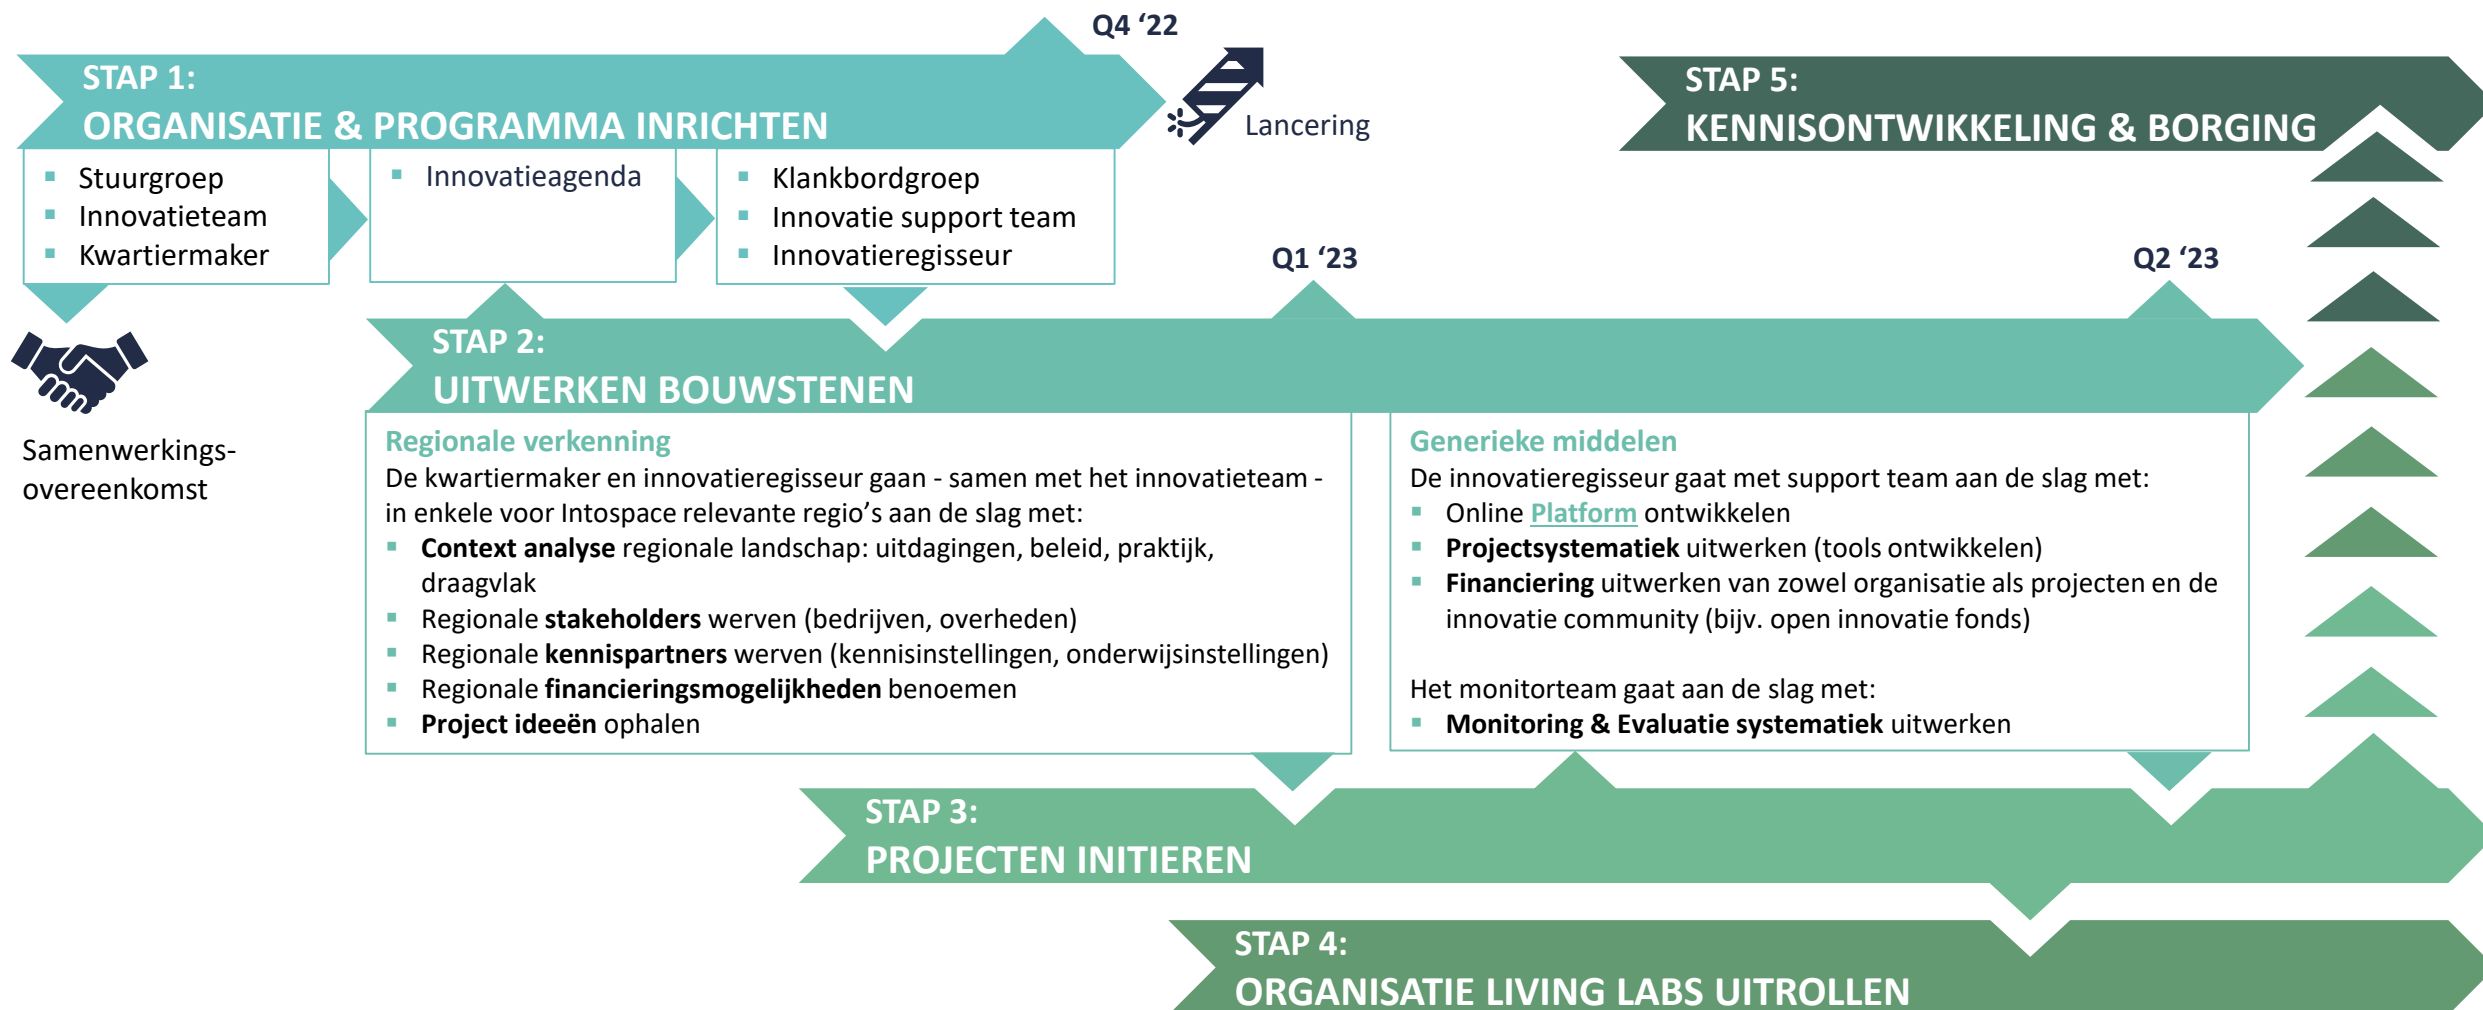 Q4 ‘22
STAP 1:
ORGANISATIE & PROGRAMMA INRICHTEN
Lancering
▪ Stuurgroep
▪ Innovatieteam
▪ Kwartiermaker
▪ Innovatieagenda
▪ Klankbordgroep
▪ Innovatie support team
▪ Innovatieregisseur
Samenwerkings-
overeenkomst
STAP 5:
KENNISONTWIKKELING & BORGING
Q1 ‘23
Q2 ‘23
STAP 2:
UITWERKEN BOUWSTENEN
Regionale verkenning
De kwartiermaker en innovatieregisseur gaan - samen met het innovatieteam -
in enkele voor Intospace relevante regio’s aan de slag met:
▪ Context analyse regionale landschap: uitdagingen, beleid, praktijk,
draagvlak
▪ Regionale stakeholders werven (bedrijven, overheden)
▪ Regionale kennispartners werven (kennisinstellingen, onderwijsinstellingen)
▪ Regionale financieringsmogelijkheden benoemen
▪ Project ideeën ophalen
Generieke middelen
De innovatieregisseur gaat met support team aan de slag met:
▪ Online Platform ontwikkelen
▪ Projectsystematiek uitwerken (tools ontwikkelen)
▪ Financiering uitwerken van zowel organisatie als projecten en de
innovatie community (bijv. open innovatie fonds)
Het monitorteam gaat aan de slag met:
▪ Monitoring & Evaluatie systematiek uitwerken
STAP 3:
PROJECTEN INITIEREN
STAP 4:
ORGANISATIE LIVING LABS UITROLLEN